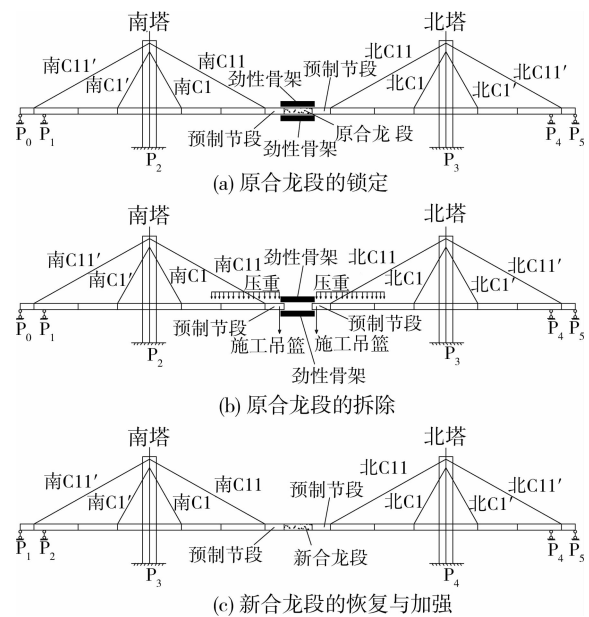 南塔 北塔
南C11′ 南C11 北C11 北C11′
劲性骨架 预制节段
南C1′ 南C1 北C1 北C1′
预制节段 原合龙 段
P0 P1 劲性骨架 P4 P5
P2 P3
(a) 原合龙段的锁定
南塔 北塔
南C11′ 南C11 劲性骨架 北C11 北C11′
南C1′ 南C1 压重 压重 北C1 北C1′
预制节段 预制节段
P0 P1 施工吊篮 施工吊篮 P4 P5
P2 P3
劲性骨架
(b) 原合龙段的拆除
南塔 北塔
南C11′ 南C11 北C11 北C11′
预制节段
南C1′ 南C1 北C1 北C1′
P1 P2 预制节段 新合龙段 P4 P5
P3 P4
(c) 新合龙段的恢复与加强